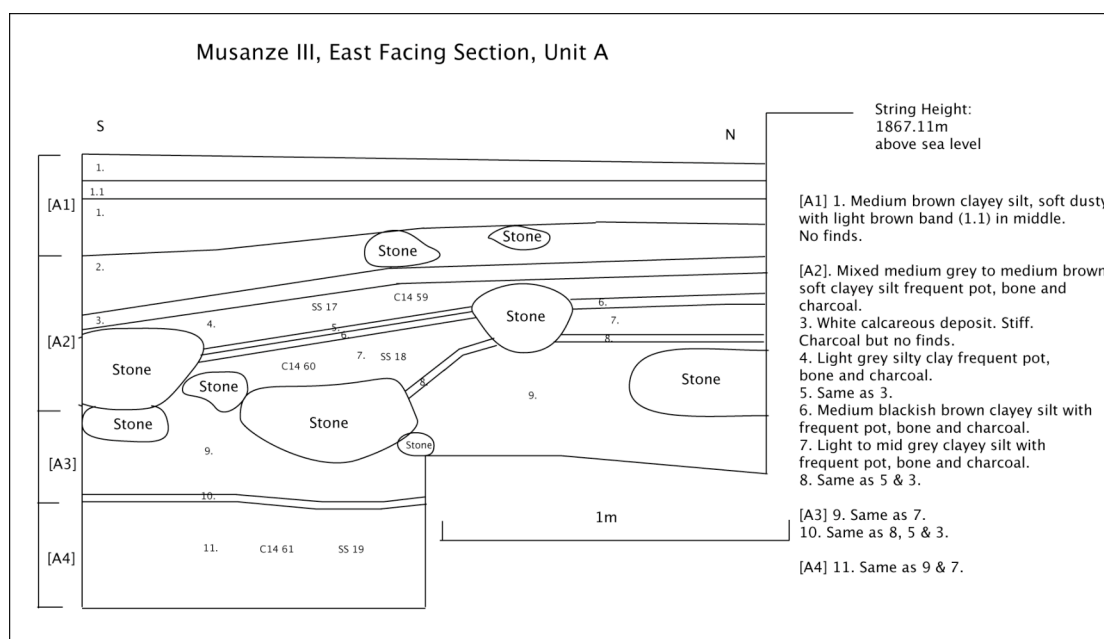 Musanze III, East Facing Section, Unit A
String Height:
1867.11m
above sea level
S
N
[A1]
1.
1.1
1.
[A2]
2.
3.
4.
SS 17
C14 59
5.
6.
7.
SS 18
C14 60
8.
6.
7.
8.
9.
Stone
Stone
Stone
Stone
Stone
Stone
Stone
Stone
Stone
[A3]
9.
10.
[A4]
11.
C14 61
SS 19
1m
[A1] 1. Medium brown clayey silt, soft dusty
with light brown band (1.1) in middle.
No finds.
[A2]. Mixed medium grey to medium brown
soft clayey silt frequent pot, bone and
charcoal.
3. White calcareous deposit. Stiff.
Charcoal but no finds.
4. Light grey silty clay frequent pot,
bone and charcoal.
5. Same as 3.
6. Medium blackish brown clayey silt with
frequent pot, bone and charcoal.
7. Light to mid grey clayey silt with
frequent pot, bone and charcoal.
8. Same as 5 & 3.
[A3] 9. Same as 7.
10. Same as 8, 5 & 3.
[A4] 11. Same as 9 & 7.